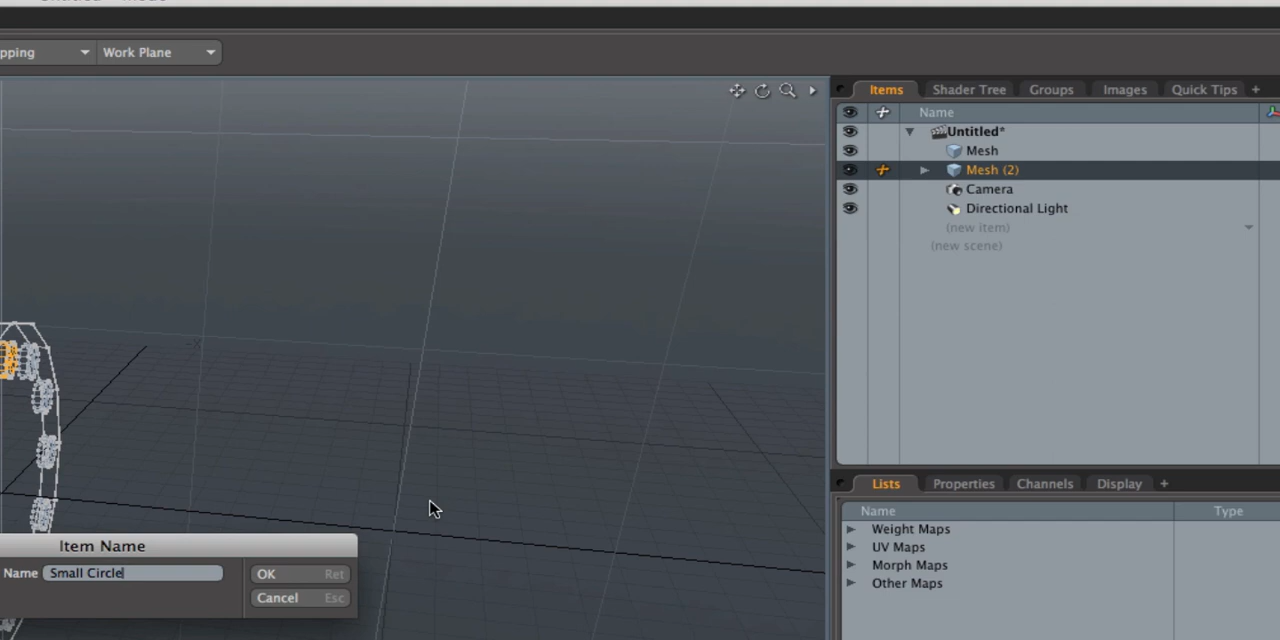 pping Work Plane
Items Shader Tree Groups Images Quick Tips +
Name
Untitled*
Mesh
Mesh (2)
Camera
Directional Light
(new item)
(new scene)
Lists Properties Channels Display +
Name Type
Weight Maps
UV Maps
Morph Maps
Other Maps
Item Name
Name Small Circle OK Ret
Cancel Esc